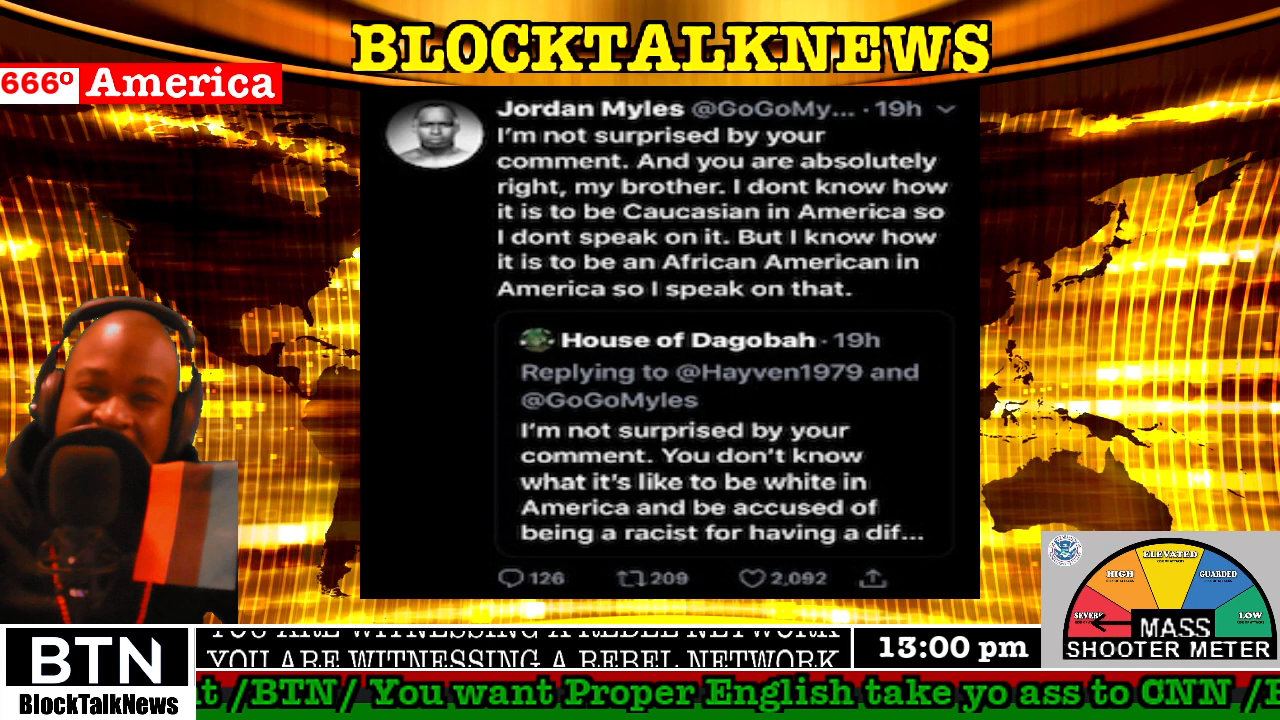 BLOCKTALKNEWS
666º America
Jordan Myles @GoGoMy... · 19h
I'm not surprised by your
comment. And you are absolutely
right, my brother. I dont know how
it is to be Caucasian in America so
I dont speak on it. But I know how
it is to be an African American in
America so I speak on that.
House of Dagobah · 19h
Replying to @Hayven1979 and
@GoGoMyles
I'm not surprised by your
comment. You don't know
what it's like to be white in
America and be accused of
being a racist for having a dif...
126 209 2,092
SEVERE
HIGH
ELEVATED
GUARDED
LOW
MASS
SHOOTER METER
BTN
BlockTalkNews
YOU ARE WITNESSING A REBEL NETWORK
YOU ARE WITNESSING A REBEL NETWORK
13:00 pm
t /BTN/ You want Proper English take yo ass to CNN /